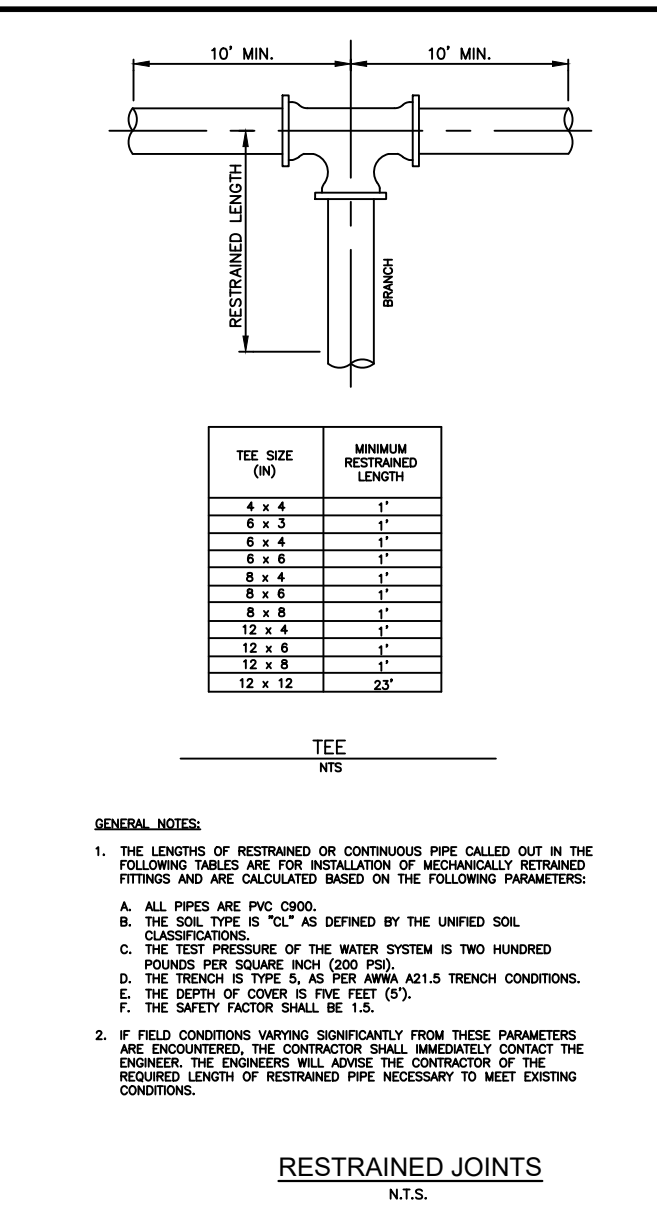 10' MIN.
10' MIN.
RESTRAINED LENGTH
BRANCH
TEE SIZE
(IN)
MINIMUM
RESTRAINED
LENGTH
4 x 4 1'
6 x 3 1'
6 x 4 1'
6 x 6 1'
8 x 4 1'
8 x 6 1'
8 x 8 1'
12 x 4 1'
12 x 6 1'
12 x 8 1'
12 x 12 23'
TEE
NTS
GENERAL NOTES:
1. THE LENGTHS OF RESTRAINED OR CONTINUOUS PIPE CALLED OUT IN THE
FOLLOWING TABLES ARE FOR INSTALLATION OF MECHANICALLY RETRAINED
FITTINGS AND ARE CALCULATED BASED ON THE FOLLOWING PARAMETERS:
A. ALL PIPES ARE PVC C900.
B. THE SOIL TYPE IS "CL" AS DEFINED BY THE UNIFIED SOIL
CLASSIFICATIONS.
C. THE TEST PRESSURE OF THE WATER SYSTEM IS TWO HUNDRED
POUNDS PER SQUARE INCH (200 PSI).
D. THE TRENCH IS TYPE 5, AS PER AWWA A21.5 TRENCH CONDITIONS.
E. THE DEPTH OF COVER IS FIVE FEET (5').
F. THE SAFETY FACTOR SHALL BE 1.5.
2. IF FIELD CONDITIONS VARYING SIGNIFICANTLY FROM THESE PARAMETERS
ARE ENCOUNTERED, THE CONTRACTOR SHALL IMMEDIATELY CONTACT THE
ENGINEER. THE ENGINEERS WILL ADVISE THE CONTRACTOR OF THE
REQUIRED LENGTH OF RESTRAINED PIPE NECESSARY TO MEET EXISTING
CONDITIONS.
RESTRAINED JOINTS
N.T.S.